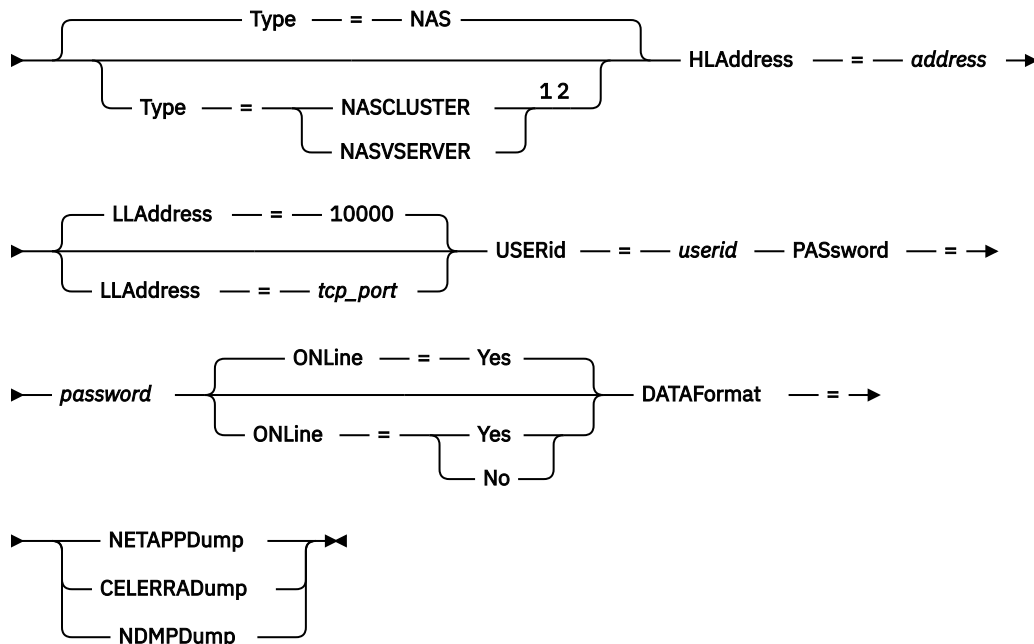 Type = NAS
HLAddress = address
Type = NASCLUSTER 1 2
NASVSERVER
LLAddress = 10000
USERid = userid PASsword =
LLAddress = tcp_port
ONLine = Yes
password DATAFormat =
ONLine = Yes
No
NETAPPDump
CELERRADump
NDMPDump